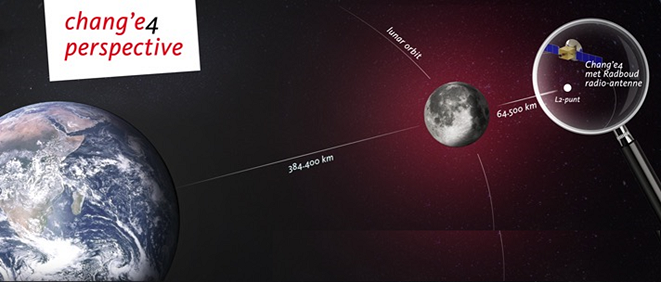 chang'e4
perspective
lunar orbit
Chang'e4
met Radboud
radio-antenne
L2-punt
64.500 km
384.400 km